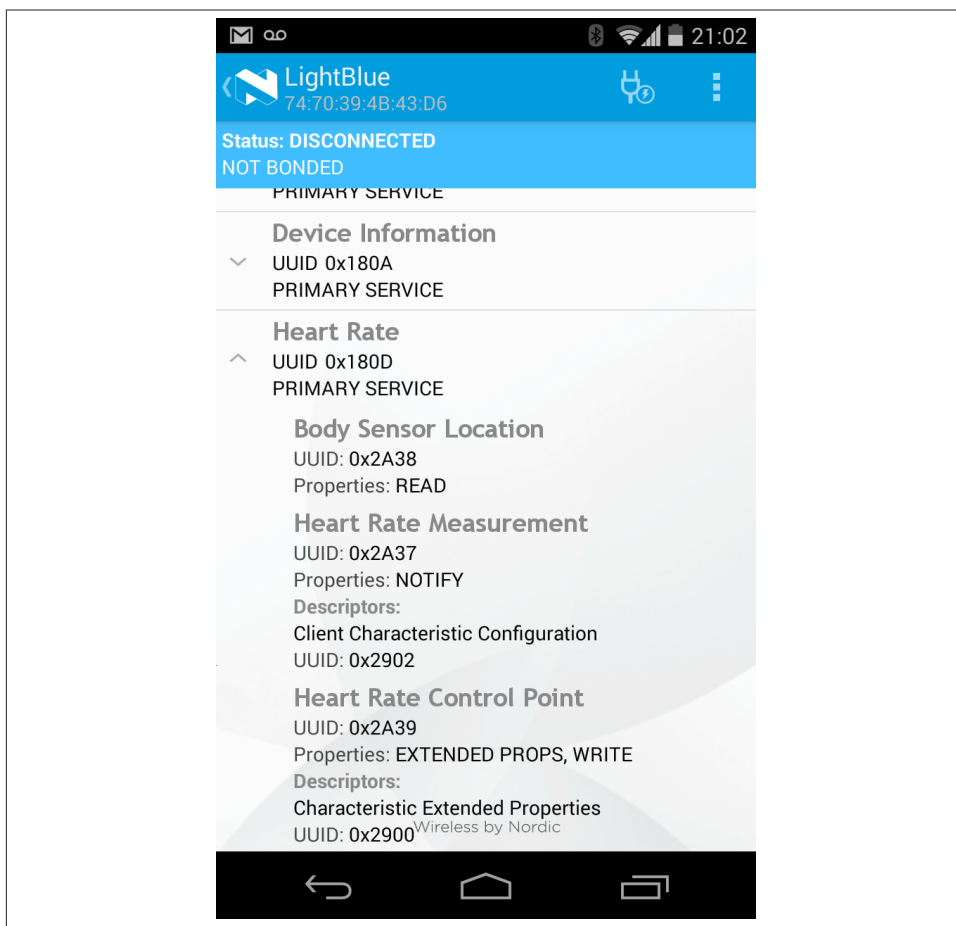 21:02
LightBlue
74:70:39:4B:43:D6
Status: DISCONNECTED
NOT BONDED
PRIMARY SERVICE
Device Information
UUID 0x180A
PRIMARY SERVICE
Heart Rate
UUID 0x180D
PRIMARY SERVICE
Body Sensor Location
UUID: 0x2A38
Properties: READ
Heart Rate Measurement
UUID: 0x2A37
Properties: NOTIFY
Descriptors:
Client Characteristic Configuration
UUID: 0x2902
Heart Rate Control Point
UUID: 0x2A39
Properties: EXTENDED PROPS, WRITE
Descriptors:
Characteristic Extended Properties
UUID: 0x2900
Wireless by Nordic